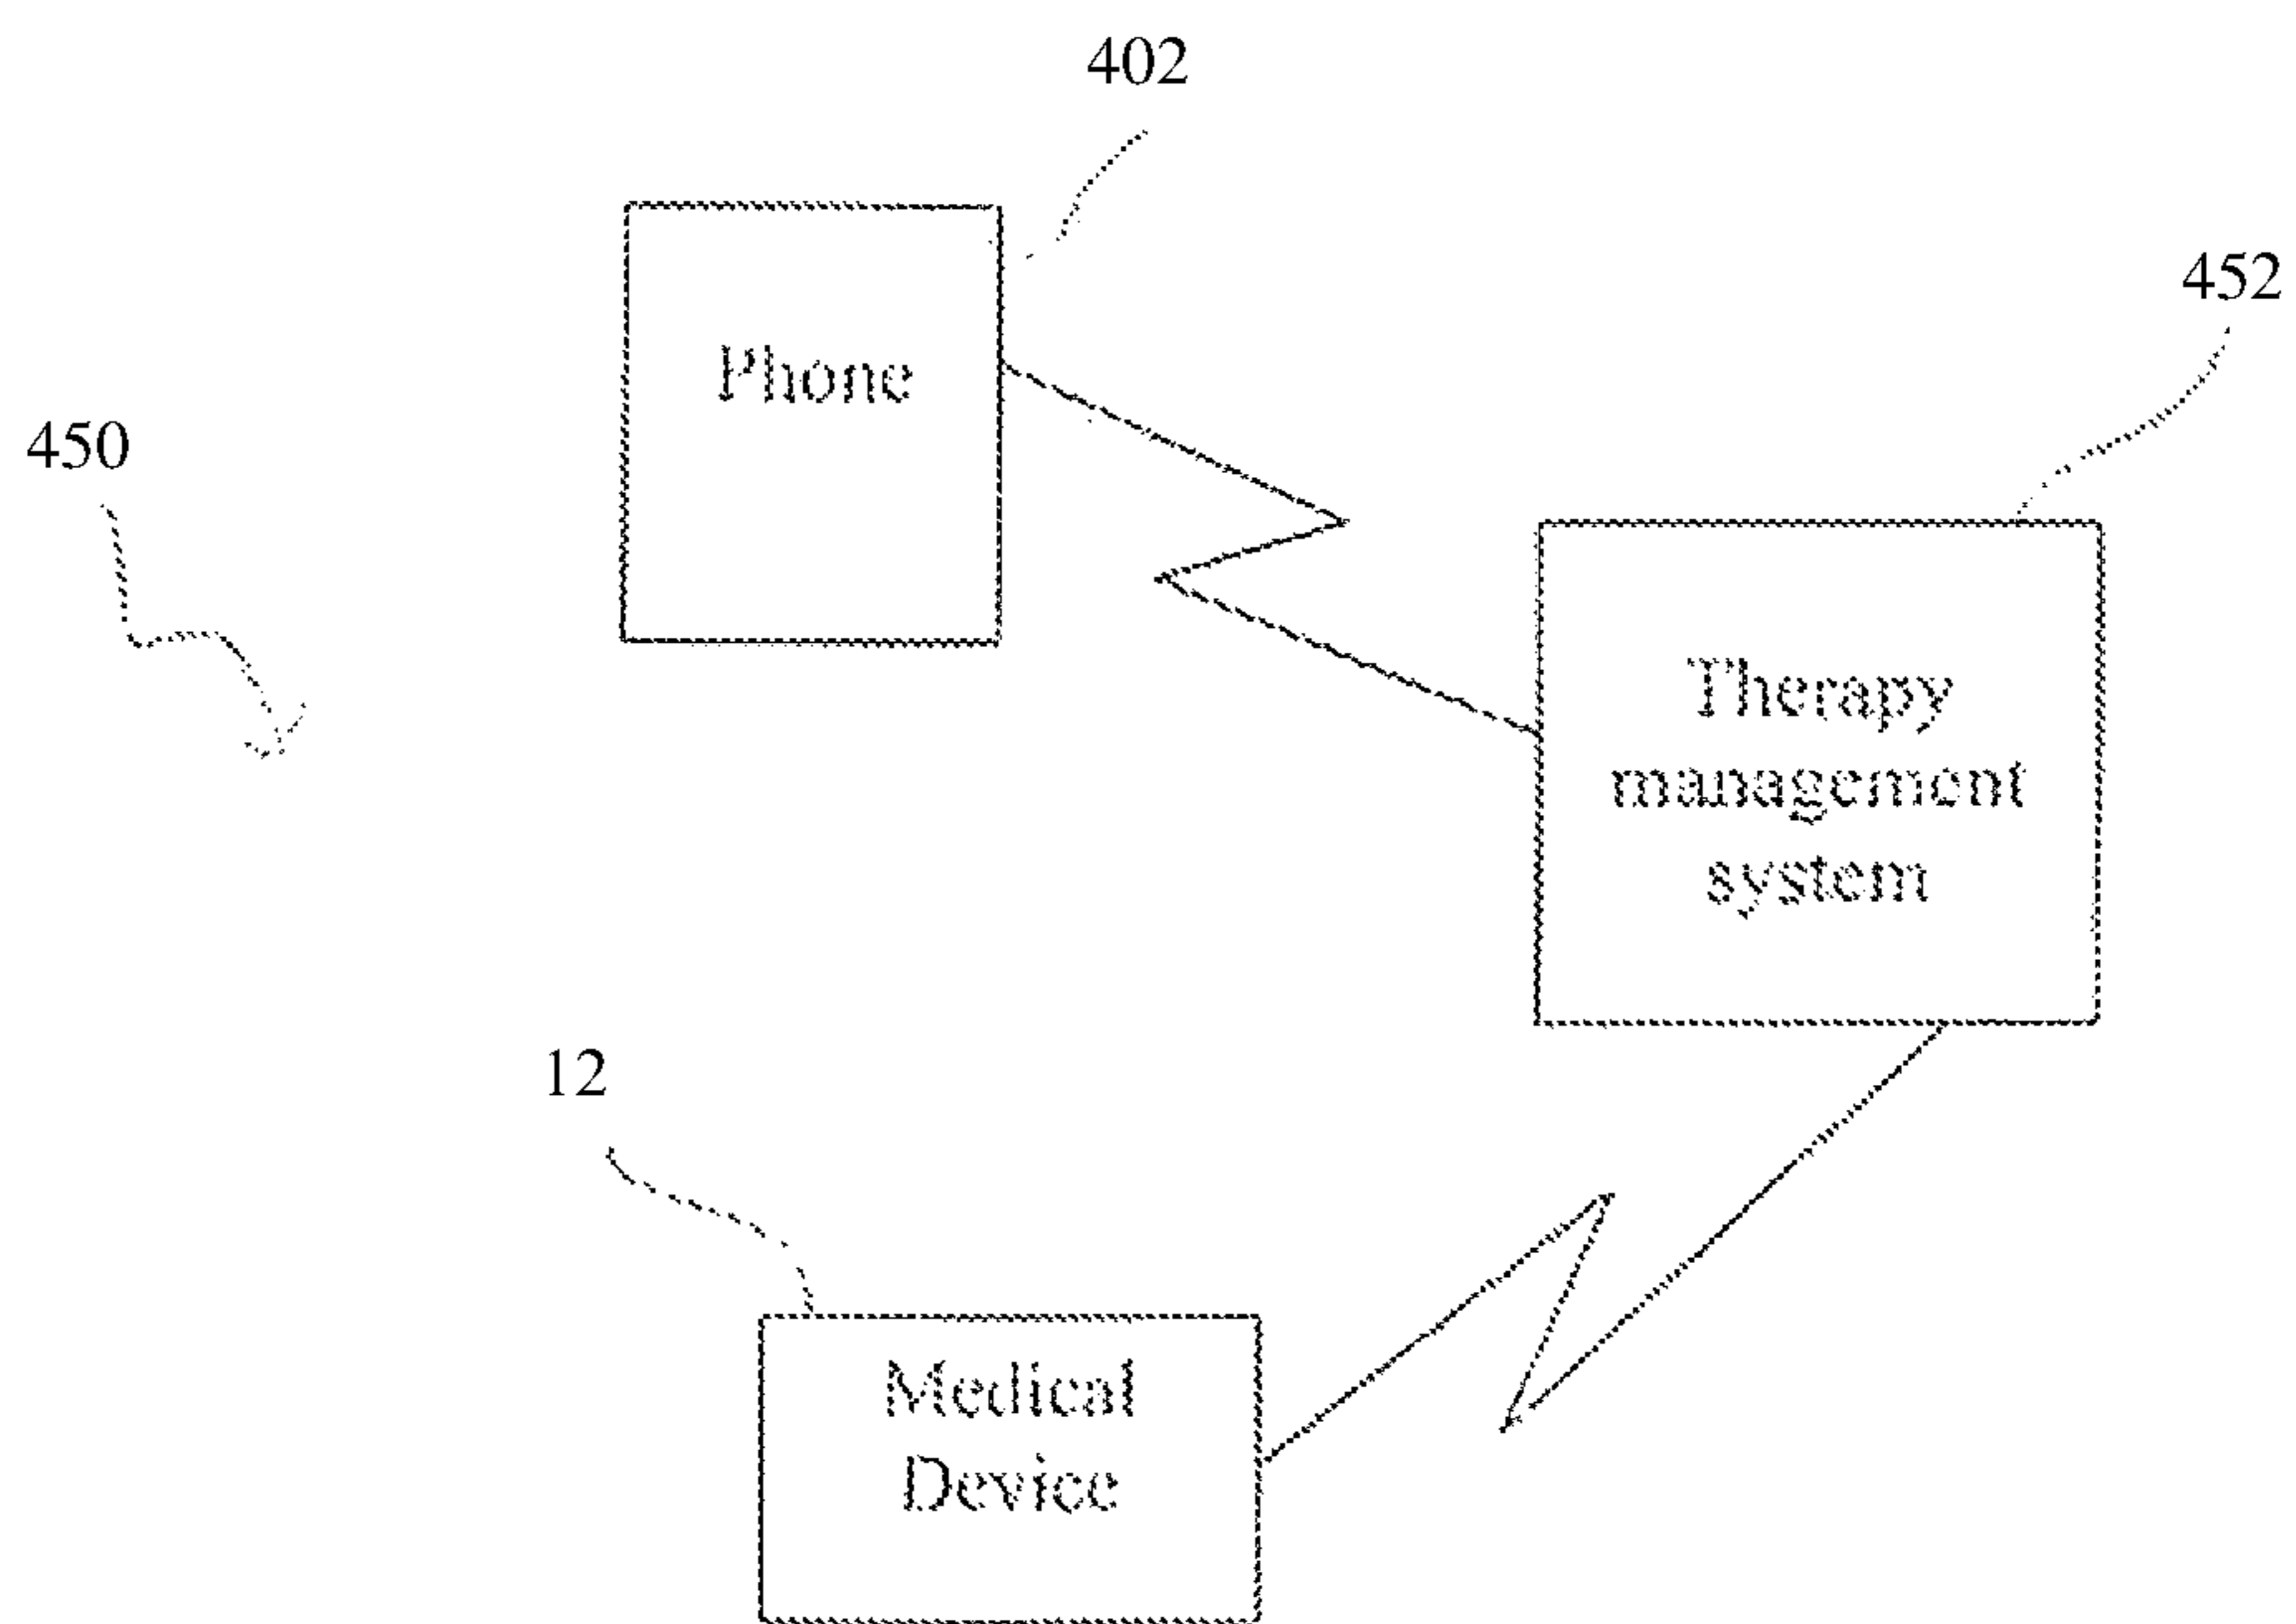 402
452
Phone
450
Therapy
management
system
12
Medical
Device